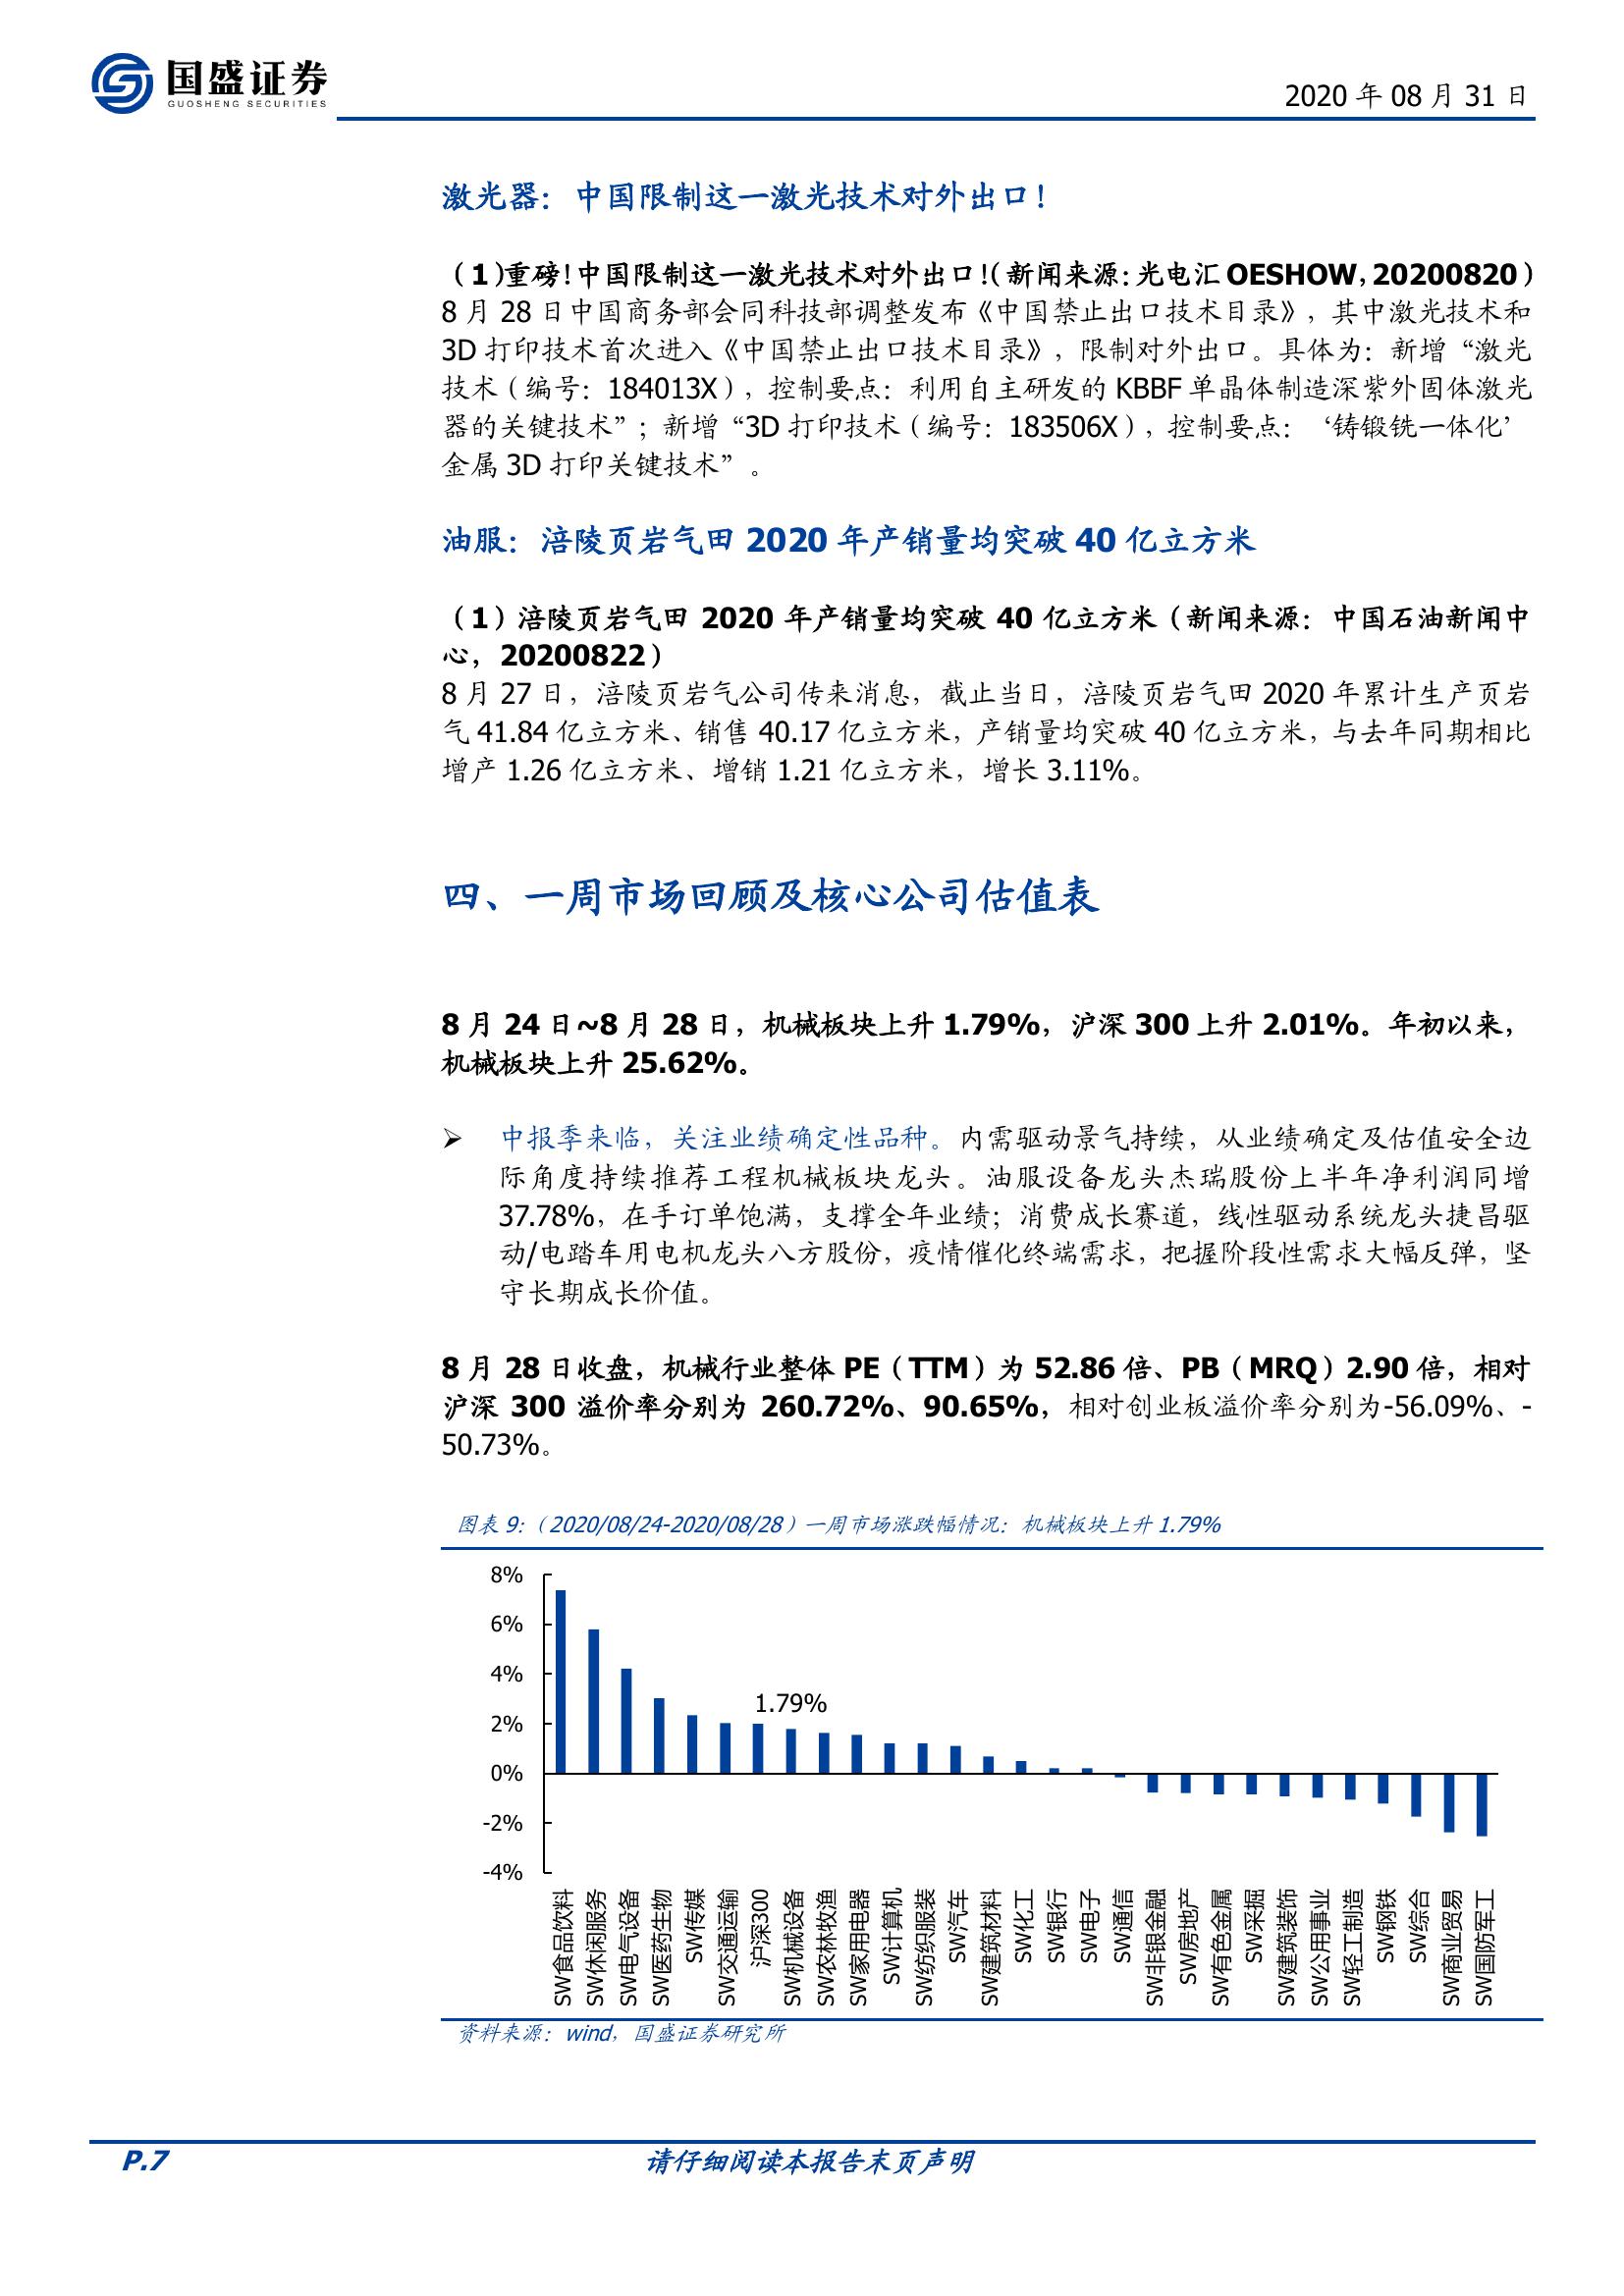 国盛证券
GUOSHENG SECURITIES
2020 年 08 月 31 日
激光器：中国限制这一激光技术对外出口！
（1）重磅！中国限制这一激光技术对外出口！（新闻来源：光电汇 OESHOW，20200820）
8 月 28 日中国商务部会同科技部调整发布《中国禁止出口技术目录》，其中激光技术和
3D 打印技术首次进入《中国禁止出口技术目录》，限制对外出口。具体为：新增“激光
技术（编号：184013X），控制要点：利用自主研发的 KBBF 单晶体制造深紫外固体激光
器的关键技术”；新增“3D 打印技术（编号：183506X），控制要点：‘铸锻铣一体化’
金属 3D 打印关键技术”。
油服：涪陵页岩气田 2020 年产销量均突破 40 亿立方米
（1）涪陵页岩气田 2020 年产销量均突破 40 亿立方米（新闻来源：中国石油新闻中
心，20200822）
8 月 27 日，涪陵页岩气公司传来消息，截止当日，涪陵页岩气田 2020 年累计生产页岩
气 41.84 亿立方米、销售 40.17 亿立方米，产销量均突破 40 亿立方米，与去年同期相比
增产 1.26 亿立方米、增销 1.21 亿立方米，增长 3.11%。
四、一周市场回顾及核心公司估值表
8 月 24 日~8 月 28 日，机械板块上升 1.79%，沪深 300 上升 2.01%。年初以来，
机械板块上升 25.62%。
➢ 中报季来临，关注业绩确定性品种。内需驱动景气持续，从业绩确定及估值安全边
际角度持续推荐工程机械板块龙头。油服设备龙头杰瑞股份上半年净利润同增
37.78%，在手订单饱满，支撑全年业绩；消费成长赛道，线性驱动系统龙头捷昌驱
动/电踏车用电机龙头八方股份，疫情催化终端需求，把握阶段性需求大幅反弹，坚
守长期成长价值。
8 月 28 日收盘，机械行业整体 PE（TTM）为 52.86 倍、PB（MRQ）2.90 倍，相对
沪深 300 溢价率分别为 260.72%、90.65%，相对创业板溢价率分别为-56.09%、-
50.73%。
图表 9:（2020/08/24-2020/08/28）一周市场涨跌幅情况：机械板块上升 1.79%
8%
6%
4%
2%
0%
-2%
-4%
1.79%
SW食品饮料
SW休闲服务
SW电气设备
SW医药生物
SW传媒
SW交通运输
沪深300
SW机械设备
SW农林牧渔
SW家用电器
SW计算机
SW纺织服装
SW汽车
SW建筑材料
SW化工
SW银行
SW电子
SW通信
SW非银金融
SW房地产
SW有色金属
SW采掘
SW建筑装饰
SW公用事业
SW轻工制造
SW钢铁
SW综合
SW商业贸易
SW国防军工
资料来源：wind，国盛证券研究所
P.7
请仔细阅读本报告末页声明